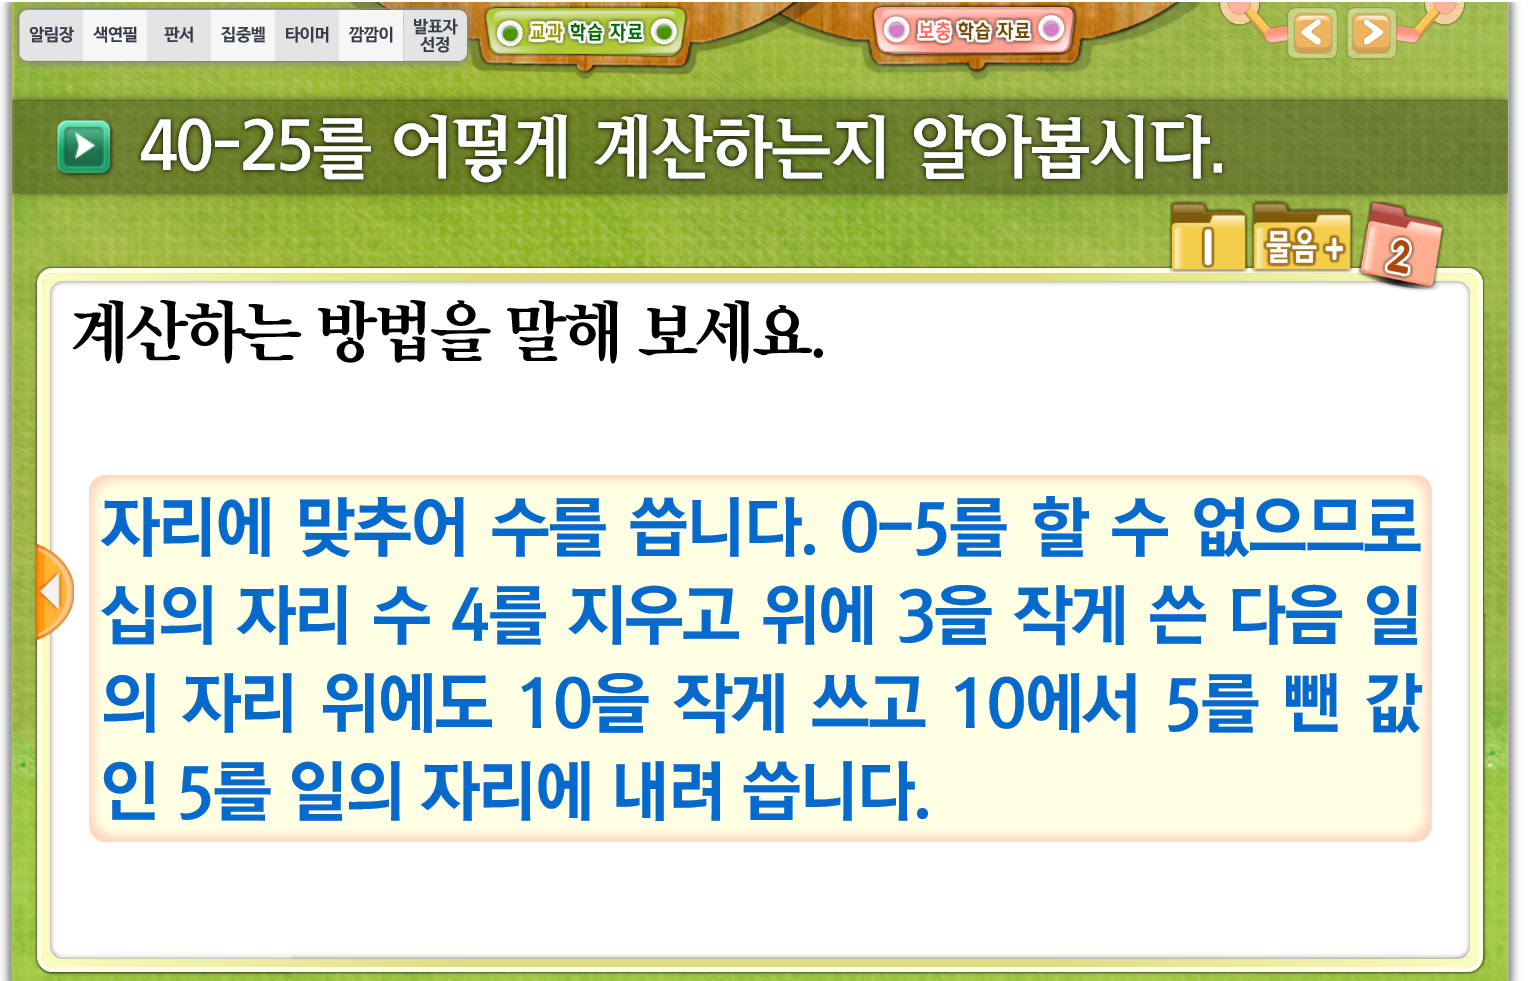 알림장 색연필 판서 집중벨 타이머 깜깜이 발표자 선정
교과 학습 자료
보충 학습 자료
40-25를 어떻게 계산하는지 알아봅시다.
1 물음+ 2
계산하는 방법을 말해 보세요.
자리에 맞추어 수를 씁니다. 0-5를 할 수 없으므로
십의 자리 수 4를 지우고 위에 3을 작게 쓴 다음 일
의 자리 위에도 10을 작게 쓰고 10에서 5를 뺀 값
인 5를 일의 자리에 내려 씁니다.